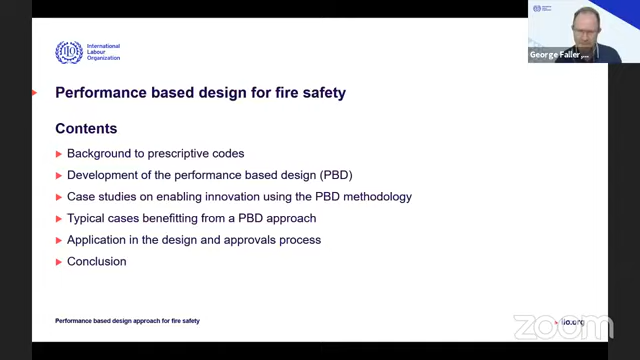 International
Labour
Organization
George Faller
Performance based design for fire safety
Contents
Background to prescriptive codes
Development of the performance based design (PBD)
Case studies on enabling innovation using the PBD methodology
Typical cases benefitting from a PBD approach
Application in the design and approvals process
Conclusion
Performance based design approach for fire safety
ilo.org
zoom